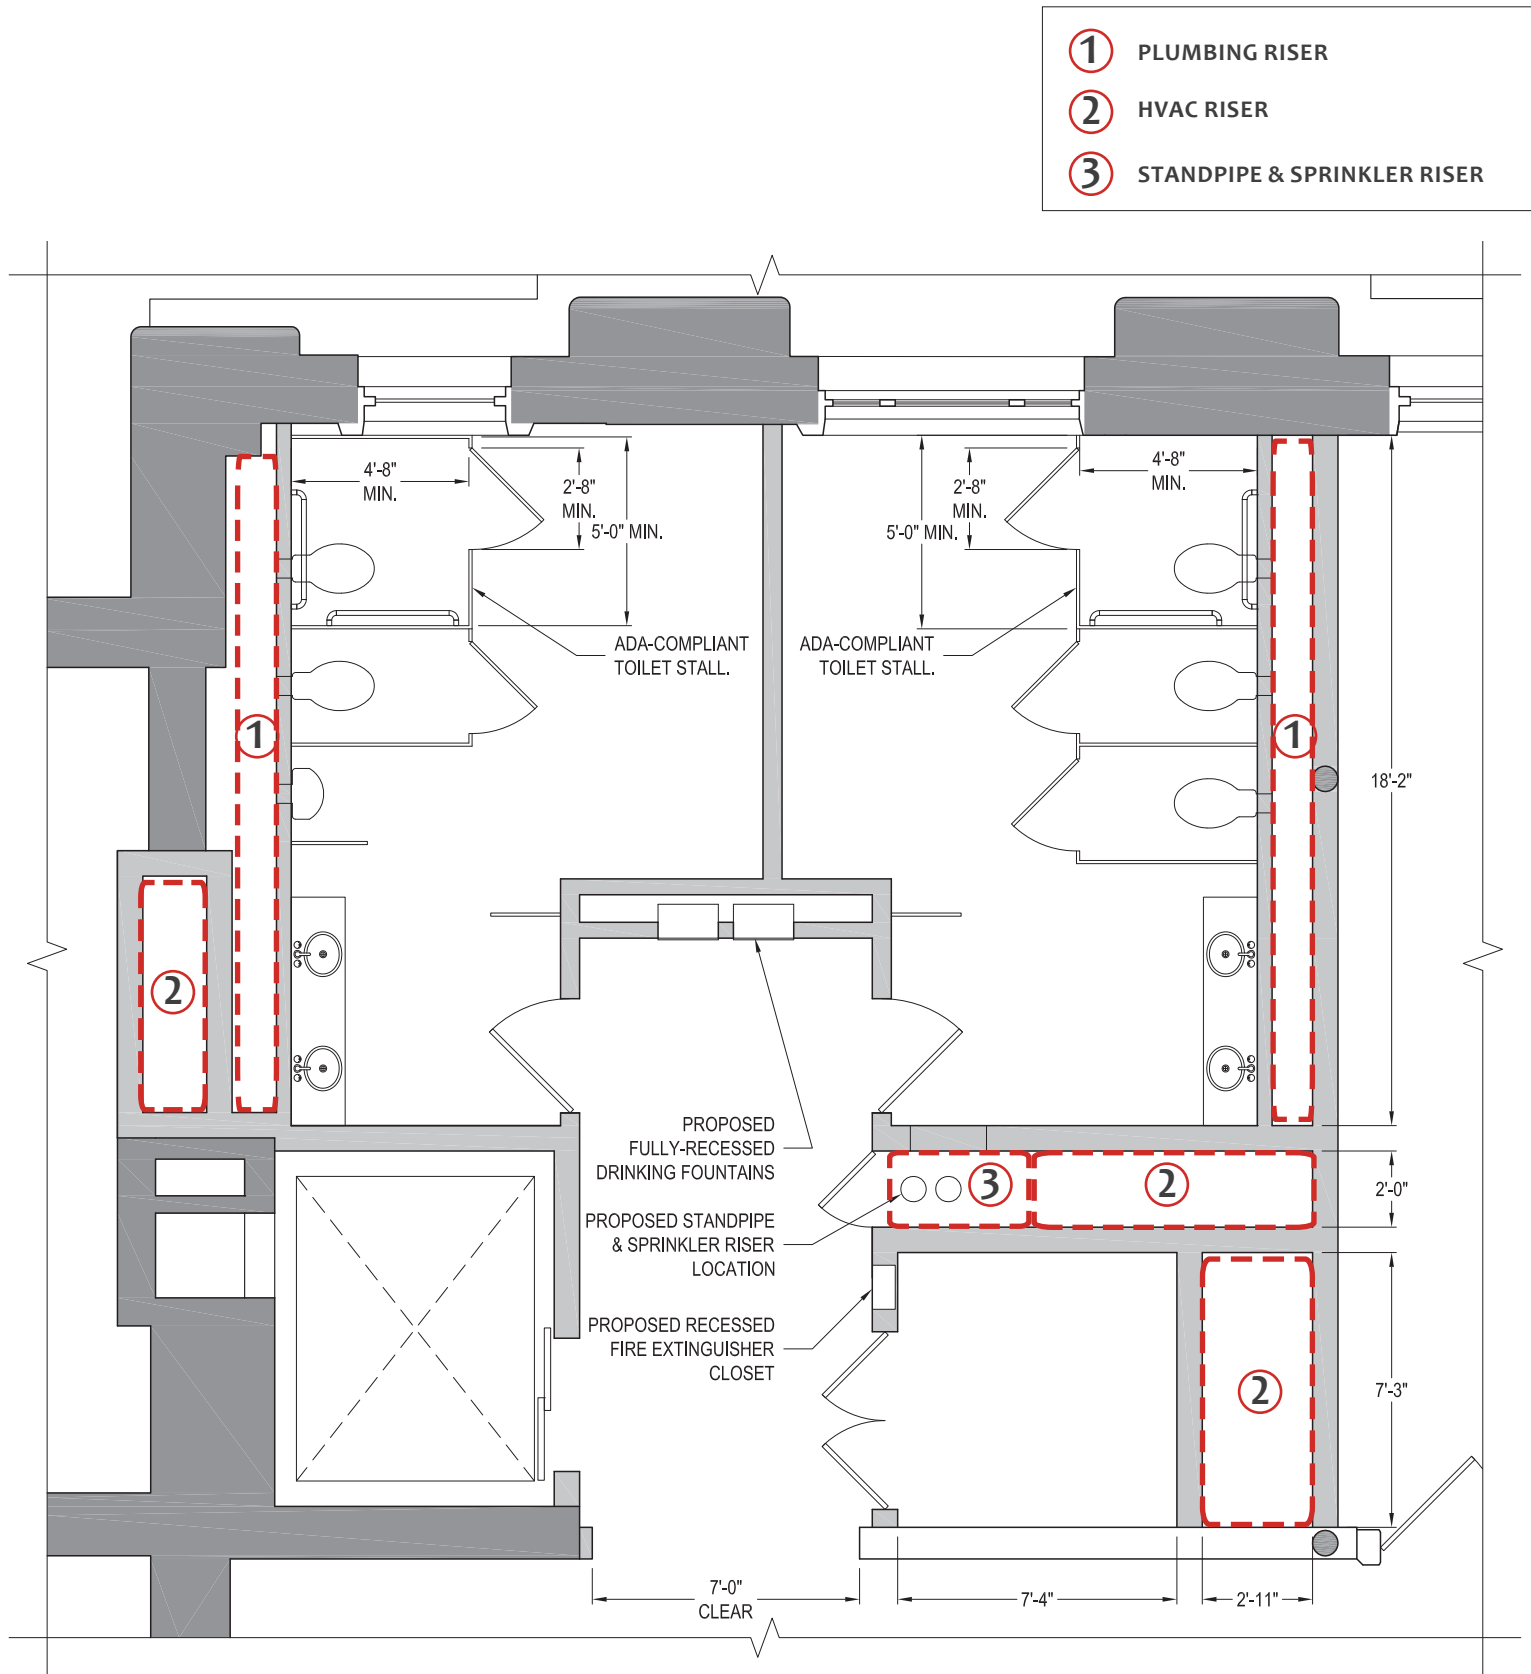 1 PLUMBING RISER
2 HVAC RISER
3 STANDPIPE & SPRINKLER RISER
4'-8"
MIN.
2'-8"
MIN.
5'-0" MIN.
2'-8"
MIN.
5'-0" MIN.
4'-8"
MIN.
ADA-COMPLIANT
TOILET STALL.
ADA-COMPLIANT
TOILET STALL.
1
1
18'-2"
2
PROPOSED
FULLY-RECESSED
DRINKING FOUNTAINS
3
2
2'-0"
PROPOSED STANDPIPE
& SPRINKLER RISER
LOCATION
PROPOSED RECESSED
FIRE EXTINGUISHER
CLOSET
2
7'-3"
7'-0"
CLEAR
7'-4"
2'-11"